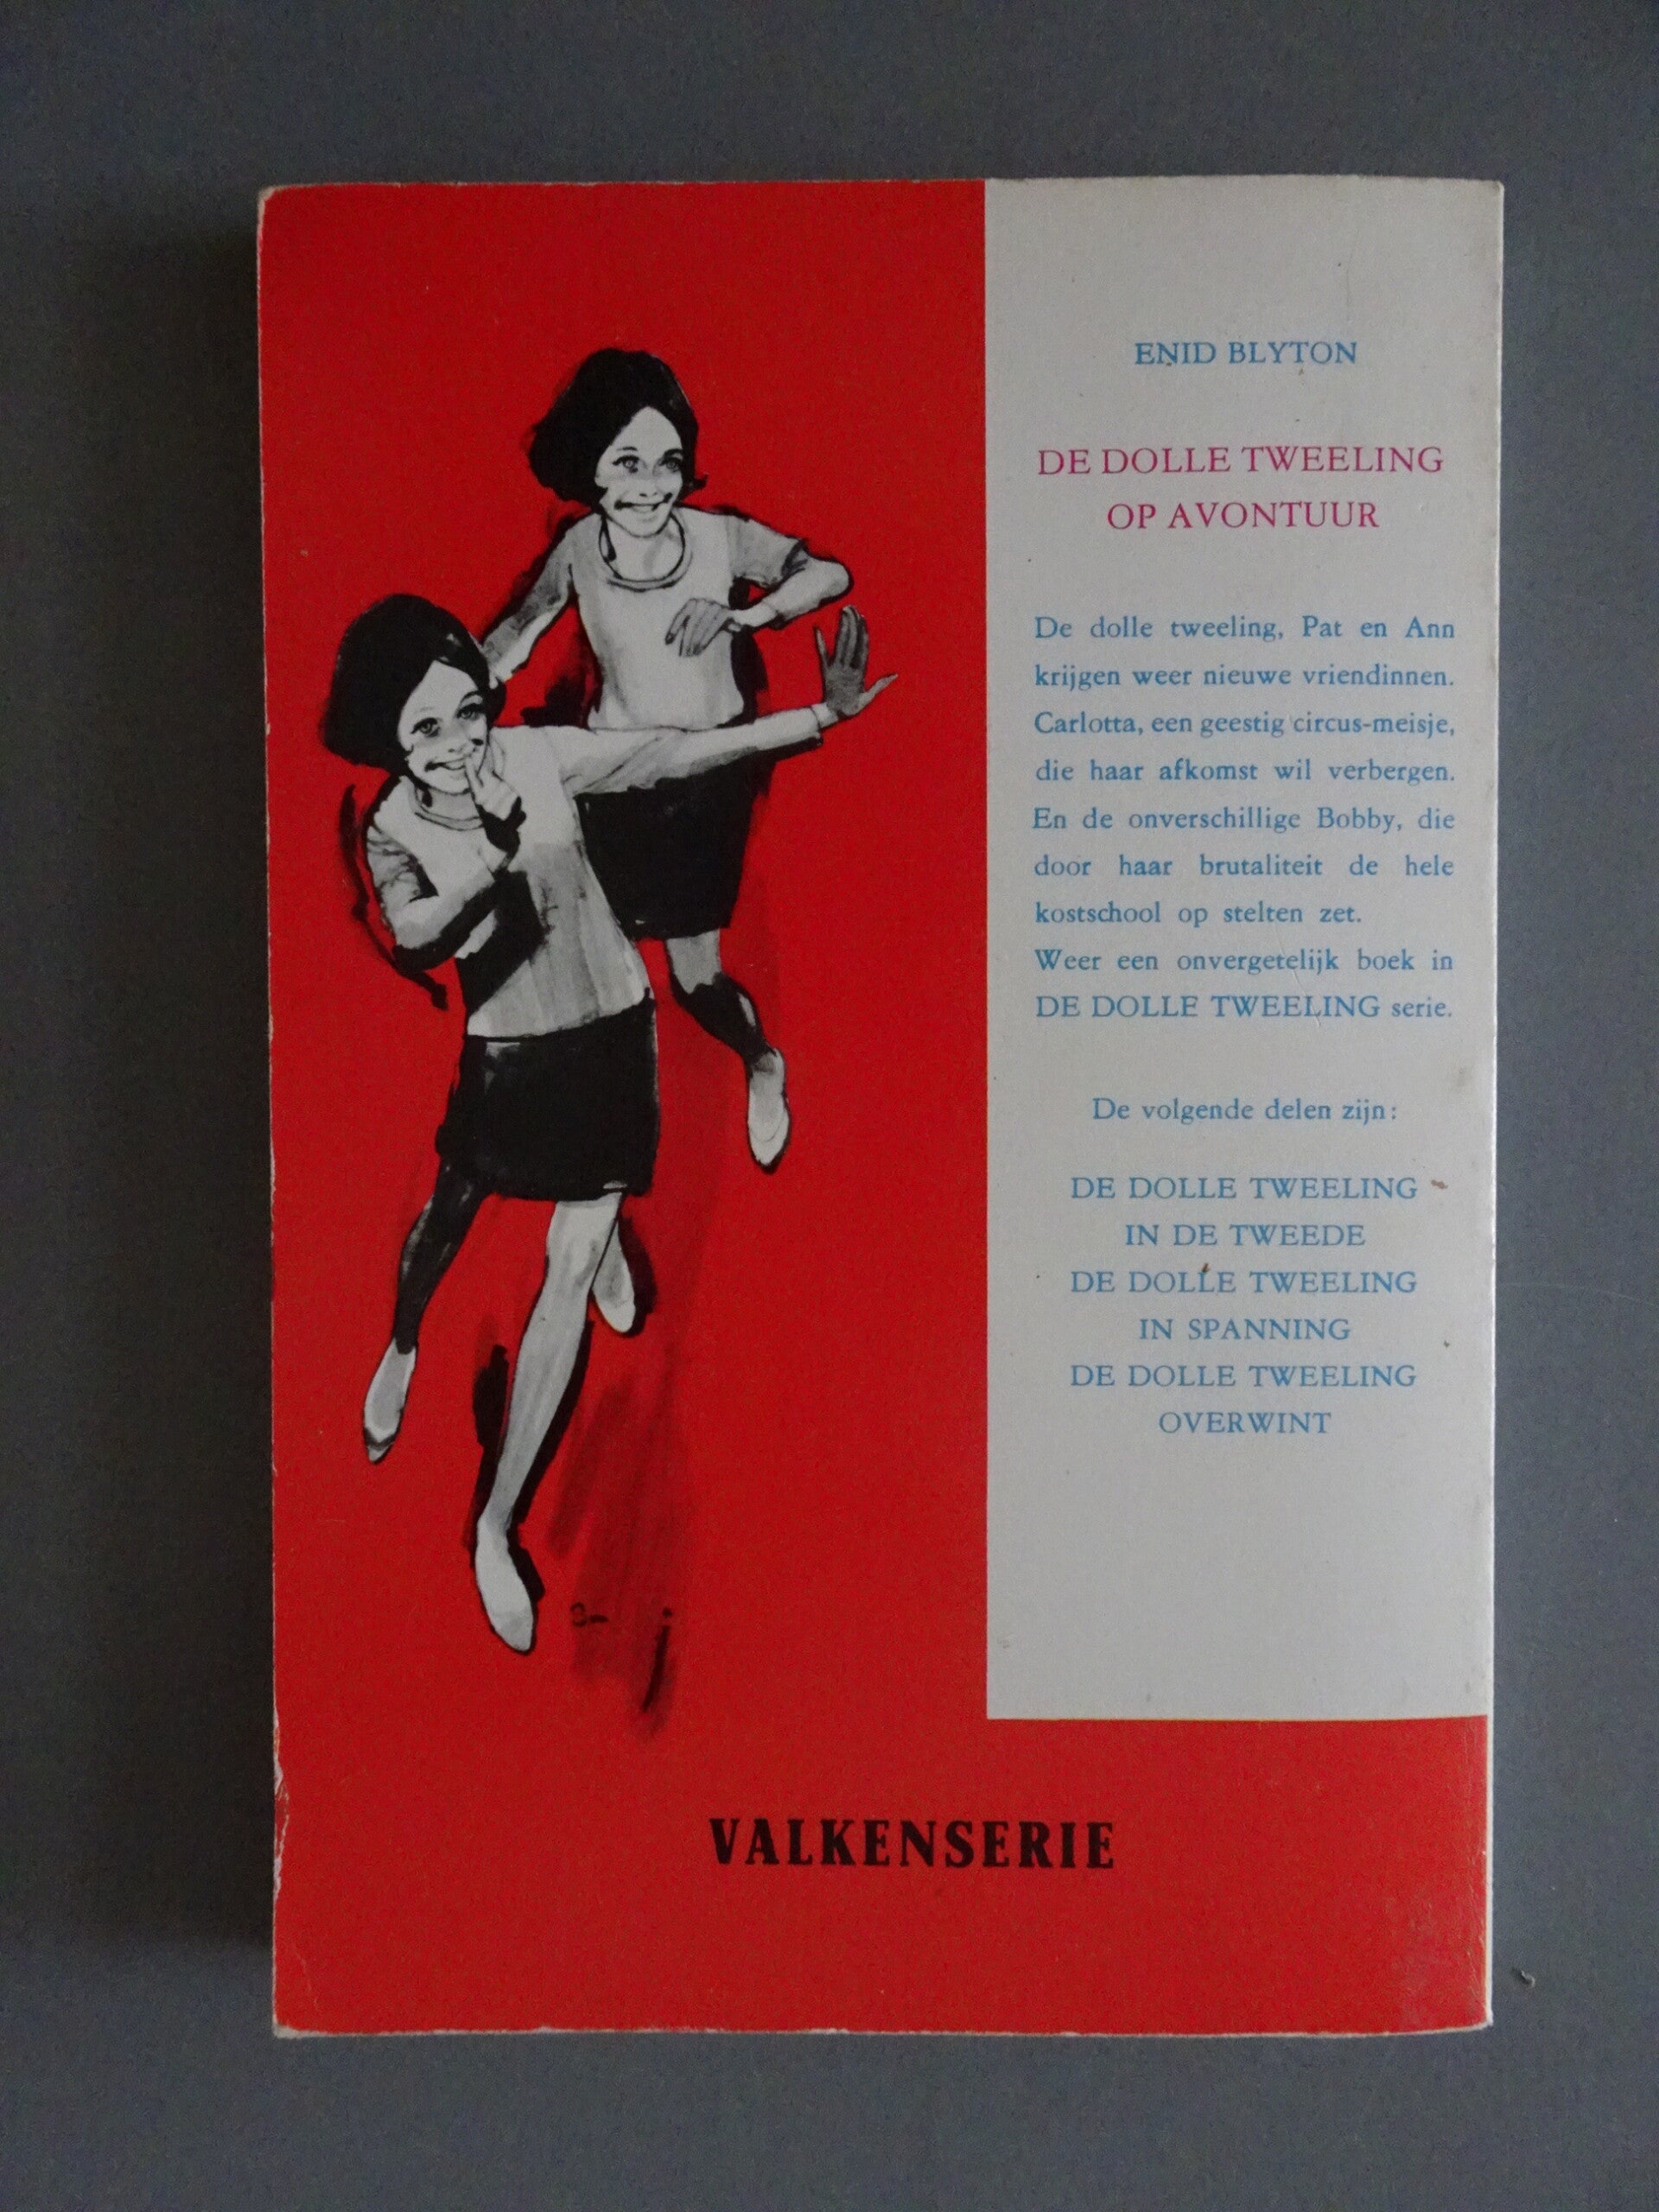 ENID BLYTON
DE DOLLE TWEELING
OP AVONTUUR
De dolle tweeling, Pat en Ann
krijgen weer nieuwe vriendinnen.
Carlotta, een geestig circus-meisje,
die haar afkomst wil verbergen.
En de onverschillige Bobby, die
door haar brutaliteit de hele
kostschool op stelten zet.
Weer een onvergetelijk boek in
DE DOLLE TWEELING serie.
De volgende delen zijn:
DE DOLLE TWEELING
IN DE TWEEDE
DE DOLLE TWEELING
IN SPANNING
DE DOLLE TWEELING
OVERWINT
VALKENSERIE